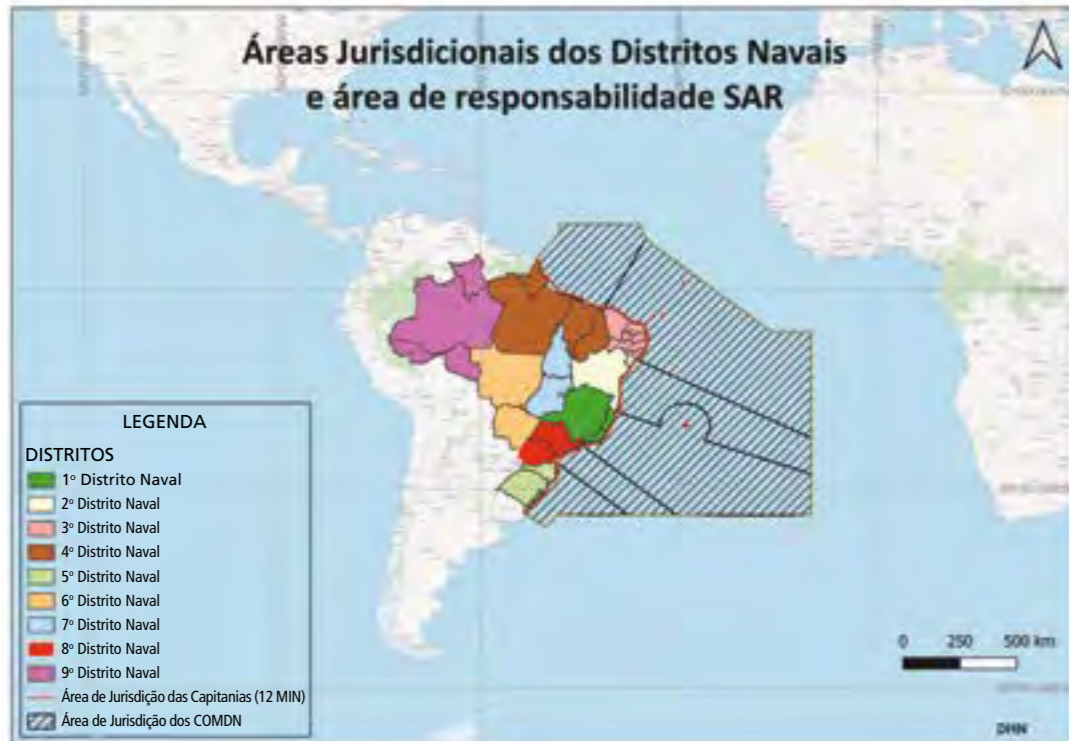 Áreas Jurisdicionais dos Distritos Navais
e área de responsabilidade SAR
LEGENDA
DISTRITOS
1º Distrito Naval
2º Distrito Naval
3º Distrito Naval
4º Distrito Naval
5º Distrito Naval
6º Distrito Naval
7º Distrito Naval
8º Distrito Naval
9º Distrito Naval
Área de Jurisdição das Capitanias (12 MIN)
Área de Jurisdição dos COMDN
0 250 500 km
DHN